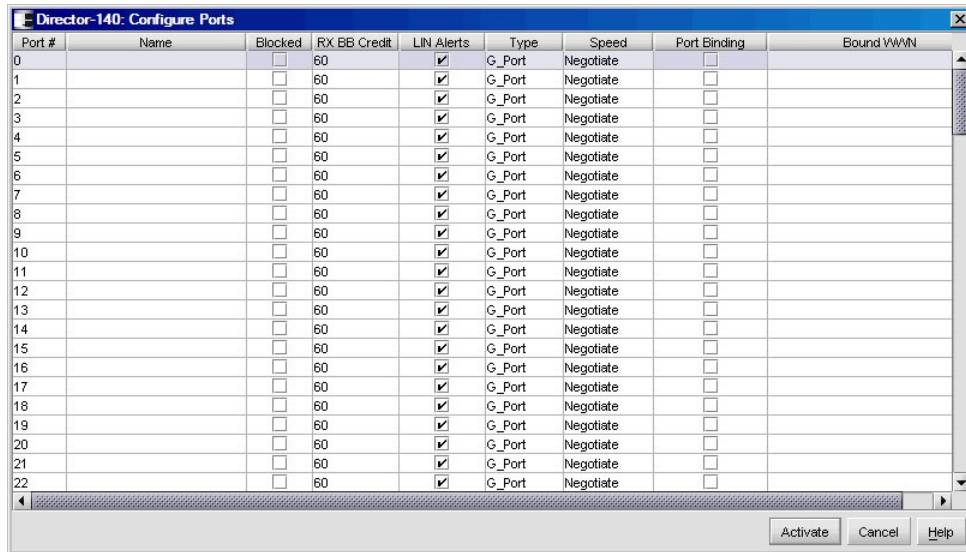 Director-140: Configure Ports
Port # Name Blocked RX BB Credit LIN Alerts Type Speed Port Binding Bound WWN
0 60 G_Port Negotiate
1 60 G_Port Negotiate
2 60 G_Port Negotiate
3 60 G_Port Negotiate
4 60 G_Port Negotiate
5 60 G_Port Negotiate
6 60 G_Port Negotiate
7 60 G_Port Negotiate
8 60 G_Port Negotiate
9 60 G_Port Negotiate
10 60 G_Port Negotiate
11 60 G_Port Negotiate
12 60 G_Port Negotiate
13 60 G_Port Negotiate
14 60 G_Port Negotiate
15 60 G_Port Negotiate
16 60 G_Port Negotiate
17 60 G_Port Negotiate
18 60 G_Port Negotiate
19 60 G_Port Negotiate
20 60 G_Port Negotiate
21 60 G_Port Negotiate
22 60 G_Port Negotiate
Activate Cancel Help